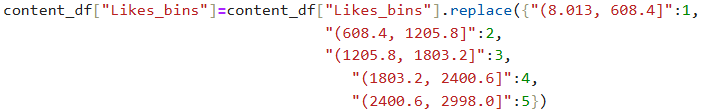 content_df["Likes_bins"]=content_df["Likes_bins"].replace({"(8.013, 608.4]":1,
"(608.4, 1205.8]":2,
"(1205.8, 1803.2]":3,
"(1803.2, 2400.6]":4,
"(2400.6, 2998.0]":5})